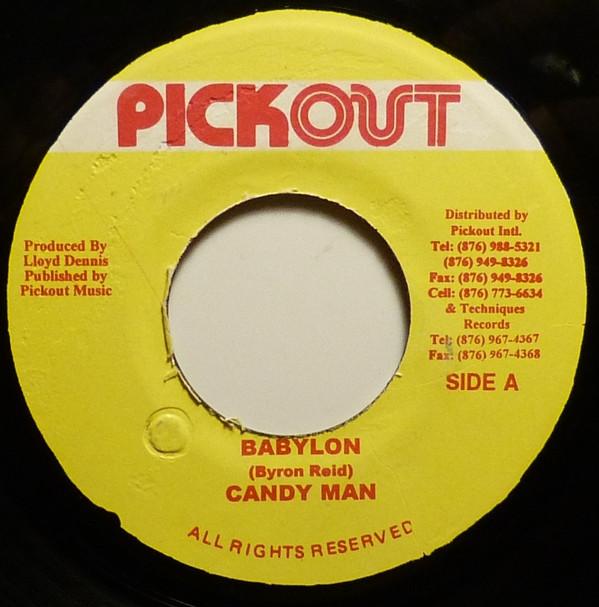 PICKOUT
Produced By
Lloyd Dennis
Published by
Pickout Music
Distributed by
Pickout Intl.
Tel: (876) 988-5321
(876) 949-8326
Fax: (876) 949-8326
Cell: (876) 773-6634
& Techniques
Records
Tel: (876) 967-4367
Fax: (876) 967-4368
SIDE A
BABYLON
(Byron Reid)
CANDY MAN
ALL RIGHTS RESERVED